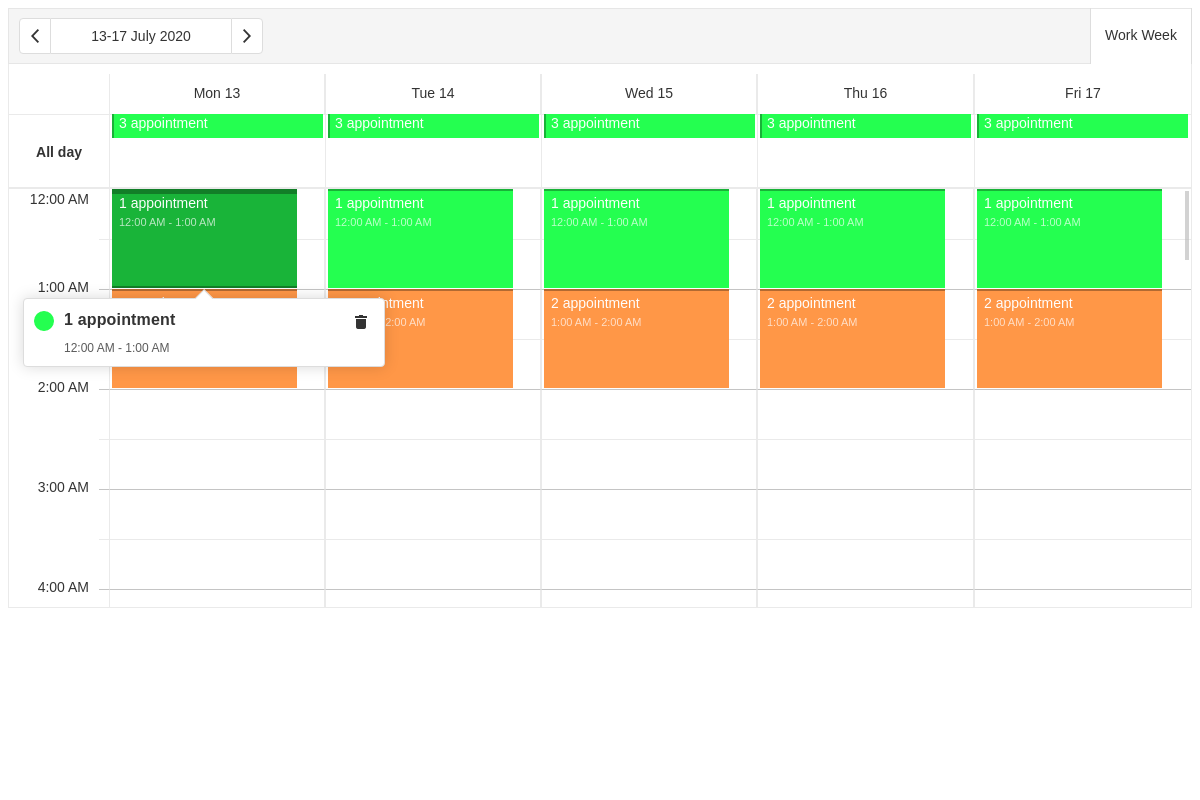 13-17 July 2020
Work Week
Mon 13
Tue 14
Wed 15
Thu 16
Fri 17
All day
3 appointment
3 appointment
3 appointment
3 appointment
3 appointment
12:00 AM
1 appointment
12:00 AM - 1:00 AM
1 appointment
12:00 AM - 1:00 AM
1 appointment
12:00 AM - 1:00 AM
1 appointment
12:00 AM - 1:00 AM
1 appointment
12:00 AM - 1:00 AM
1:00 AM
2:00 AM
2 appointment
1:00 AM - 2:00 AM
2 appointment
1:00 AM - 2:00 AM
2 appointment
1:00 AM - 2:00 AM
1 appointment
12:00 AM - 1:00 AM
2:00 AM
3:00 AM
4:00 AM